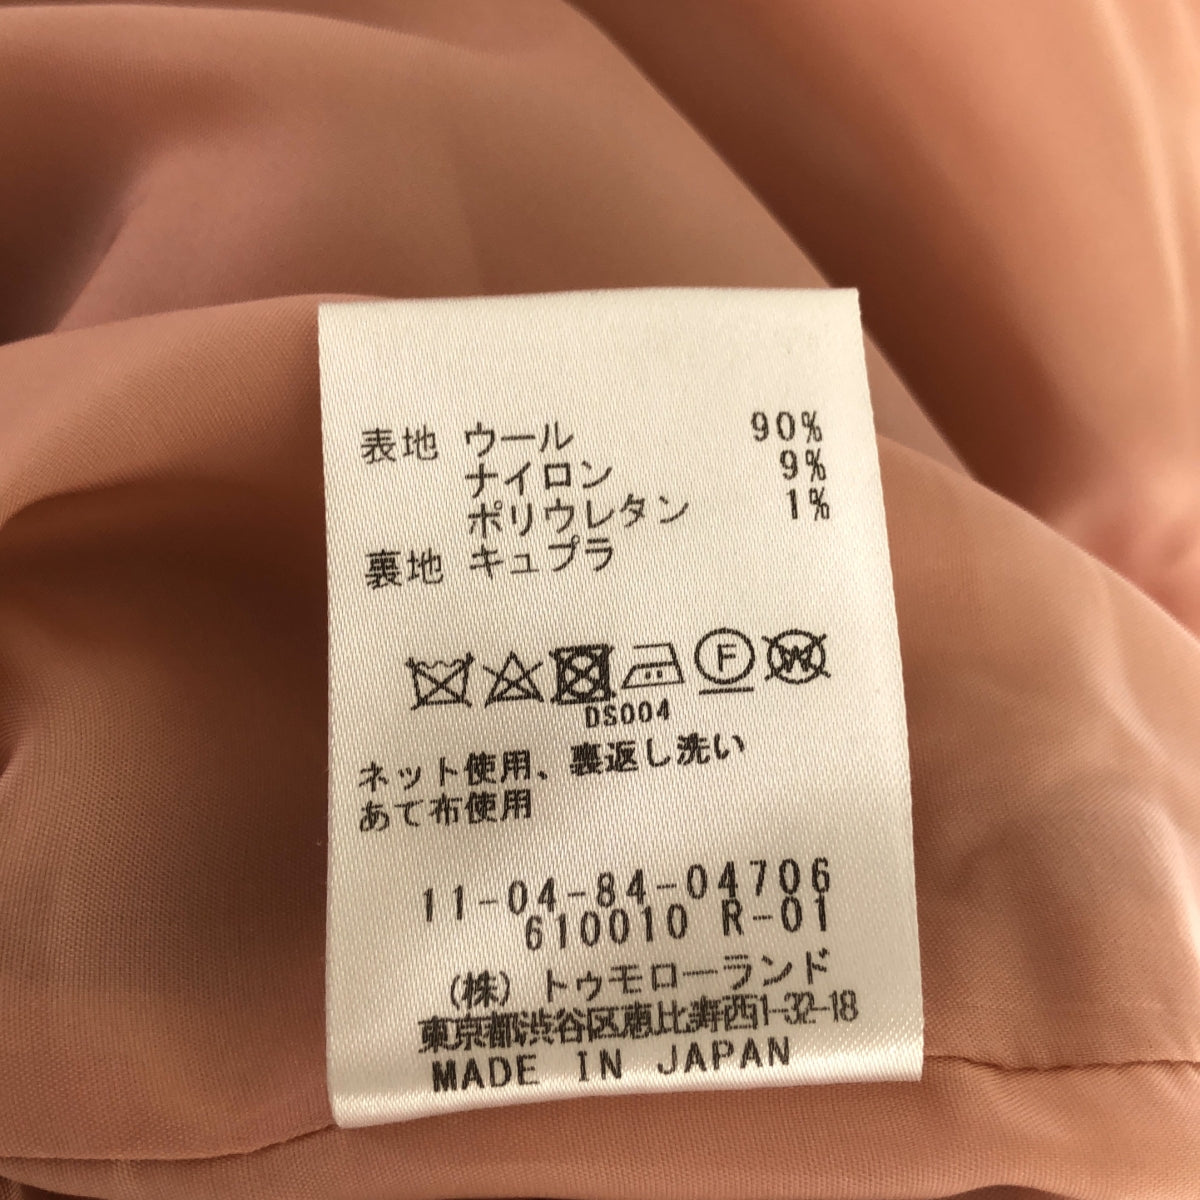 表地 ウール 90%
ナイロン 9%
ポリウレタン 1%
裏地 キュプラ
F W
DS004
ネット使用、裏返し洗い
あて布使用
11-04-84-04706
610010 R-01
(株) トゥモローランド
東京都渋谷区恵比寿西1-32-18
MADE IN JAPAN